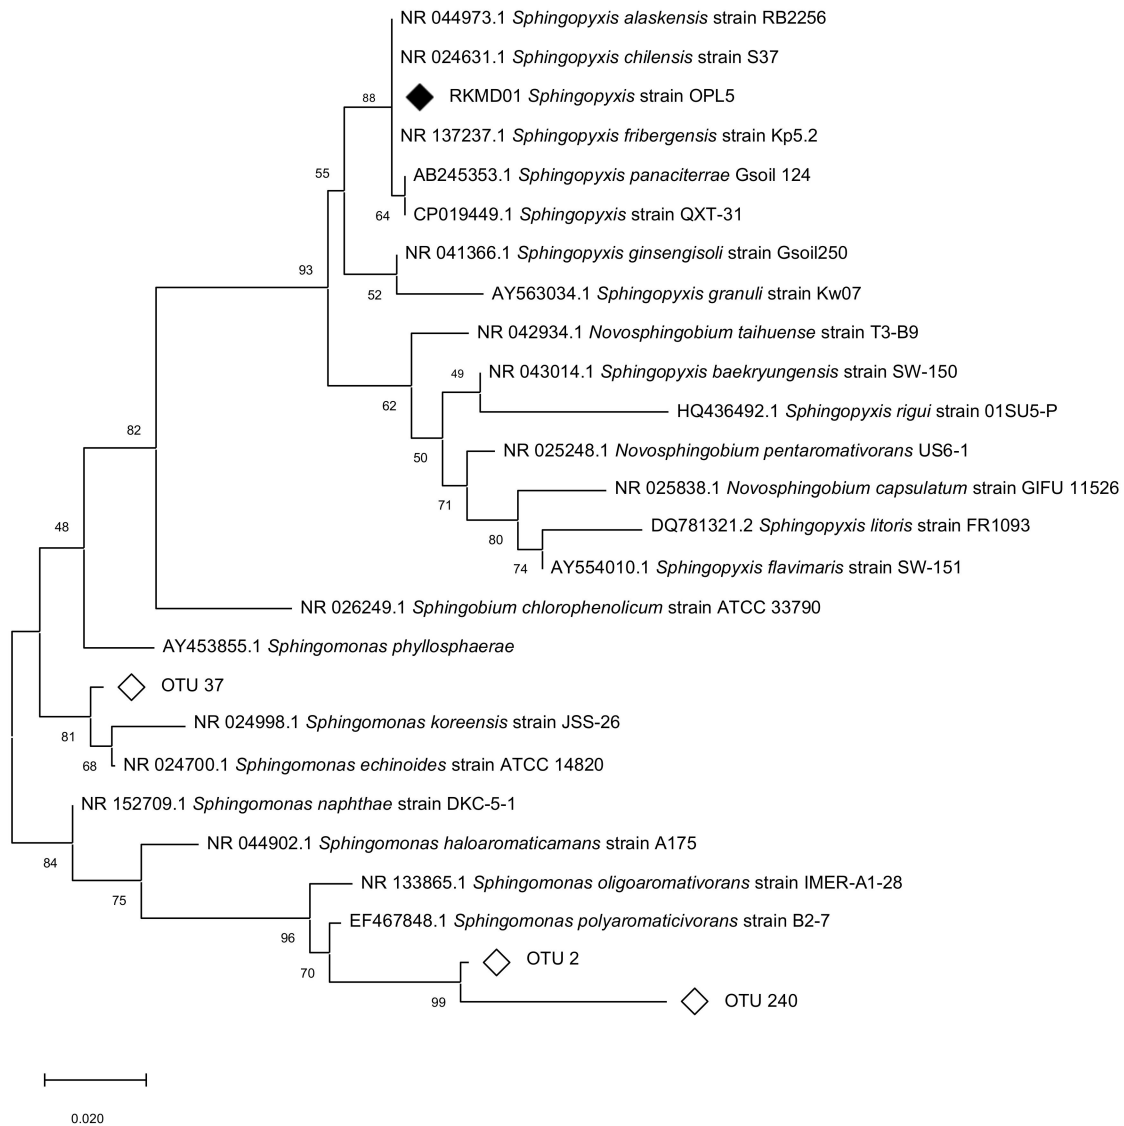 NR 044973.1 Sphingopyxis alaskensis strain RB2256
NR 024631.1 Sphingopyxis chilensis strain S37
88
RKMD01 Sphingopyxis strain OPL5
NR 137237.1 Sphingopyxis fribergensis strain Kp5.2
55
AB245353.1 Sphingopyxis panaciterrae Gsoil 124
64
CP019449.1 Sphingopyxis strain QXT-31
NR 041366.1 Sphingopyxis ginsengisoli strain Gsoil250
93
52
AY563034.1 Sphingopyxis granuli strain Kw07
NR 042934.1 Novosphingobium taihuense strain T3-B9
49
NR 043014.1 Sphingopyxis baekryungensis strain SW-150
62
HQ436492.1 Sphingopyxis rigui strain 01SU5-P
82
NR 025248.1 Novosphingobium pentaromativorans US6-1
50
NR 025838.1 Novosphingobium capsulatum strain GIFU 11526
71
DQ781321.2 Sphingopyxis litoris strain FR1093
48
80
74
AY554010.1 Sphingopyxis flavimaris strain SW-151
NR 026249.1 Sphingobium chlorophenolicum strain ATCC 33790
AY453855.1 Sphingomonas phyllosphaerae
OTU 37
NR 024998.1 Sphingomonas koreensis strain JSS-26
81
68
NR 024700.1 Sphingomonas echinoides strain ATCC 14820
NR 152709.1 Sphingomonas naphthae strain DKC-5-1
NR 044902.1 Sphingomonas haloaromaticamans strain A175
84
NR 133865.1 Sphingomonas oligoaromativorans strain IMER-A1-28
75
EF467848.1 Sphingomonas polyaromaticivorans strain B2-7
96
OTU 2
70
99
OTU 240
0.020